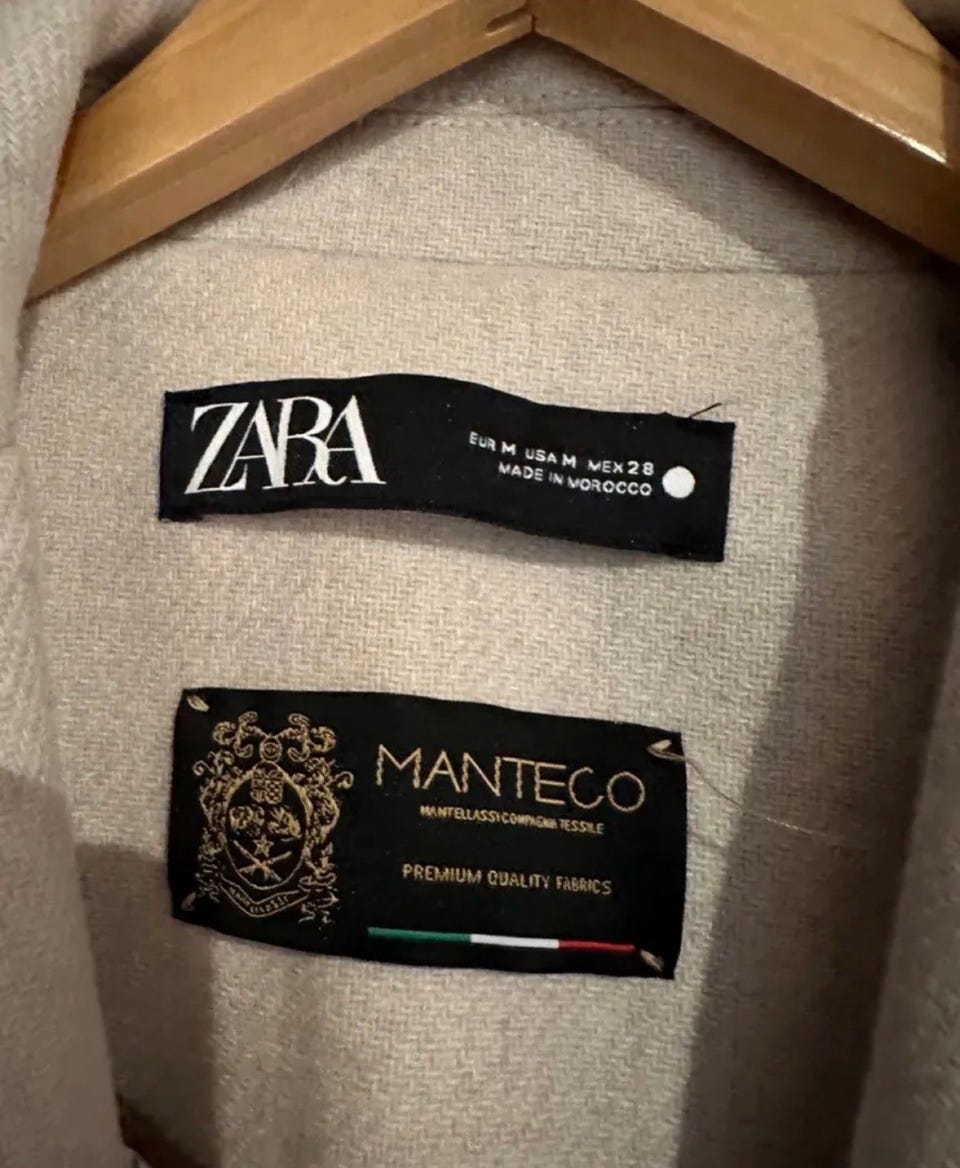 ZARA
EUR M USA M MEX 28
MADE IN MOROCCO
MANTECO
MANTELLASSI COMPAGNIA TESSILE
PREMIUM QUALITY FABRICS